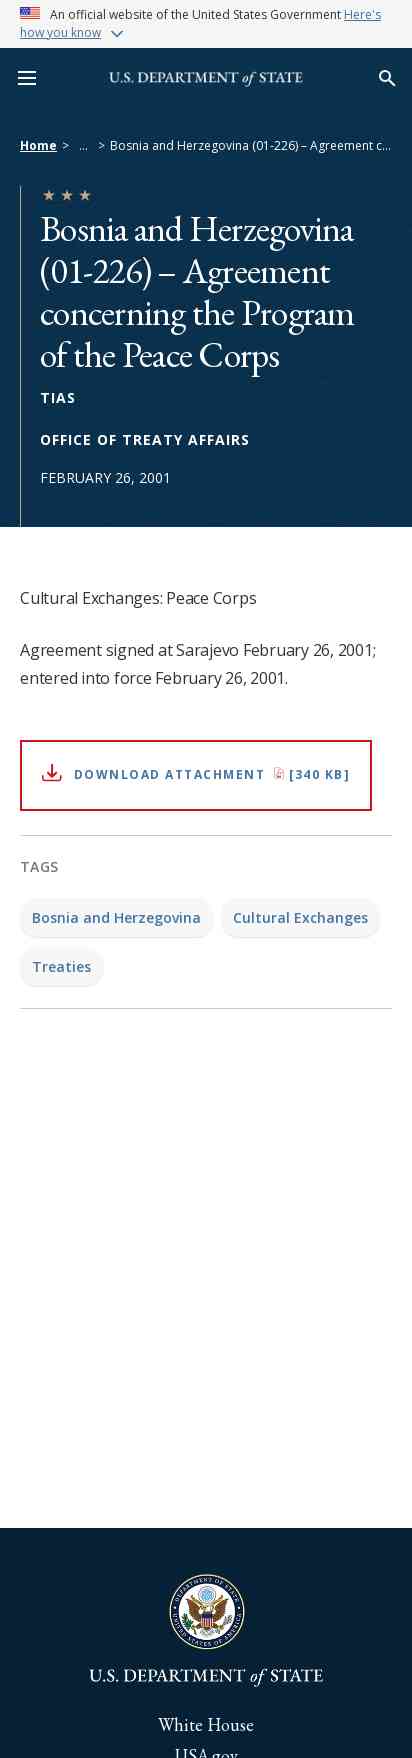 An official website of the United States Government Here's
how you know
U.S. DEPARTMENT of STATE
Home > ... > Bosnia and Herzegovina (01-226) – Agreement c...
Bosnia and Herzegovina
(01-226) – Agreement
concerning the Program
of the Peace Corps
TIAS
OFFICE OF TREATY AFFAIRS
FEBRUARY 26, 2001
Cultural Exchanges: Peace Corps
Agreement signed at Sarajevo February 26, 2001;
entered into force February 26, 2001.
DOWNLOAD ATTACHMENT [340 KB]
TAGS
Bosnia and Herzegovina Cultural Exchanges
Treaties
DEPARTMENT OF STATE
UNITED STATES OF AMERICA
U.S. DEPARTMENT of STATE
White House
USA.gov